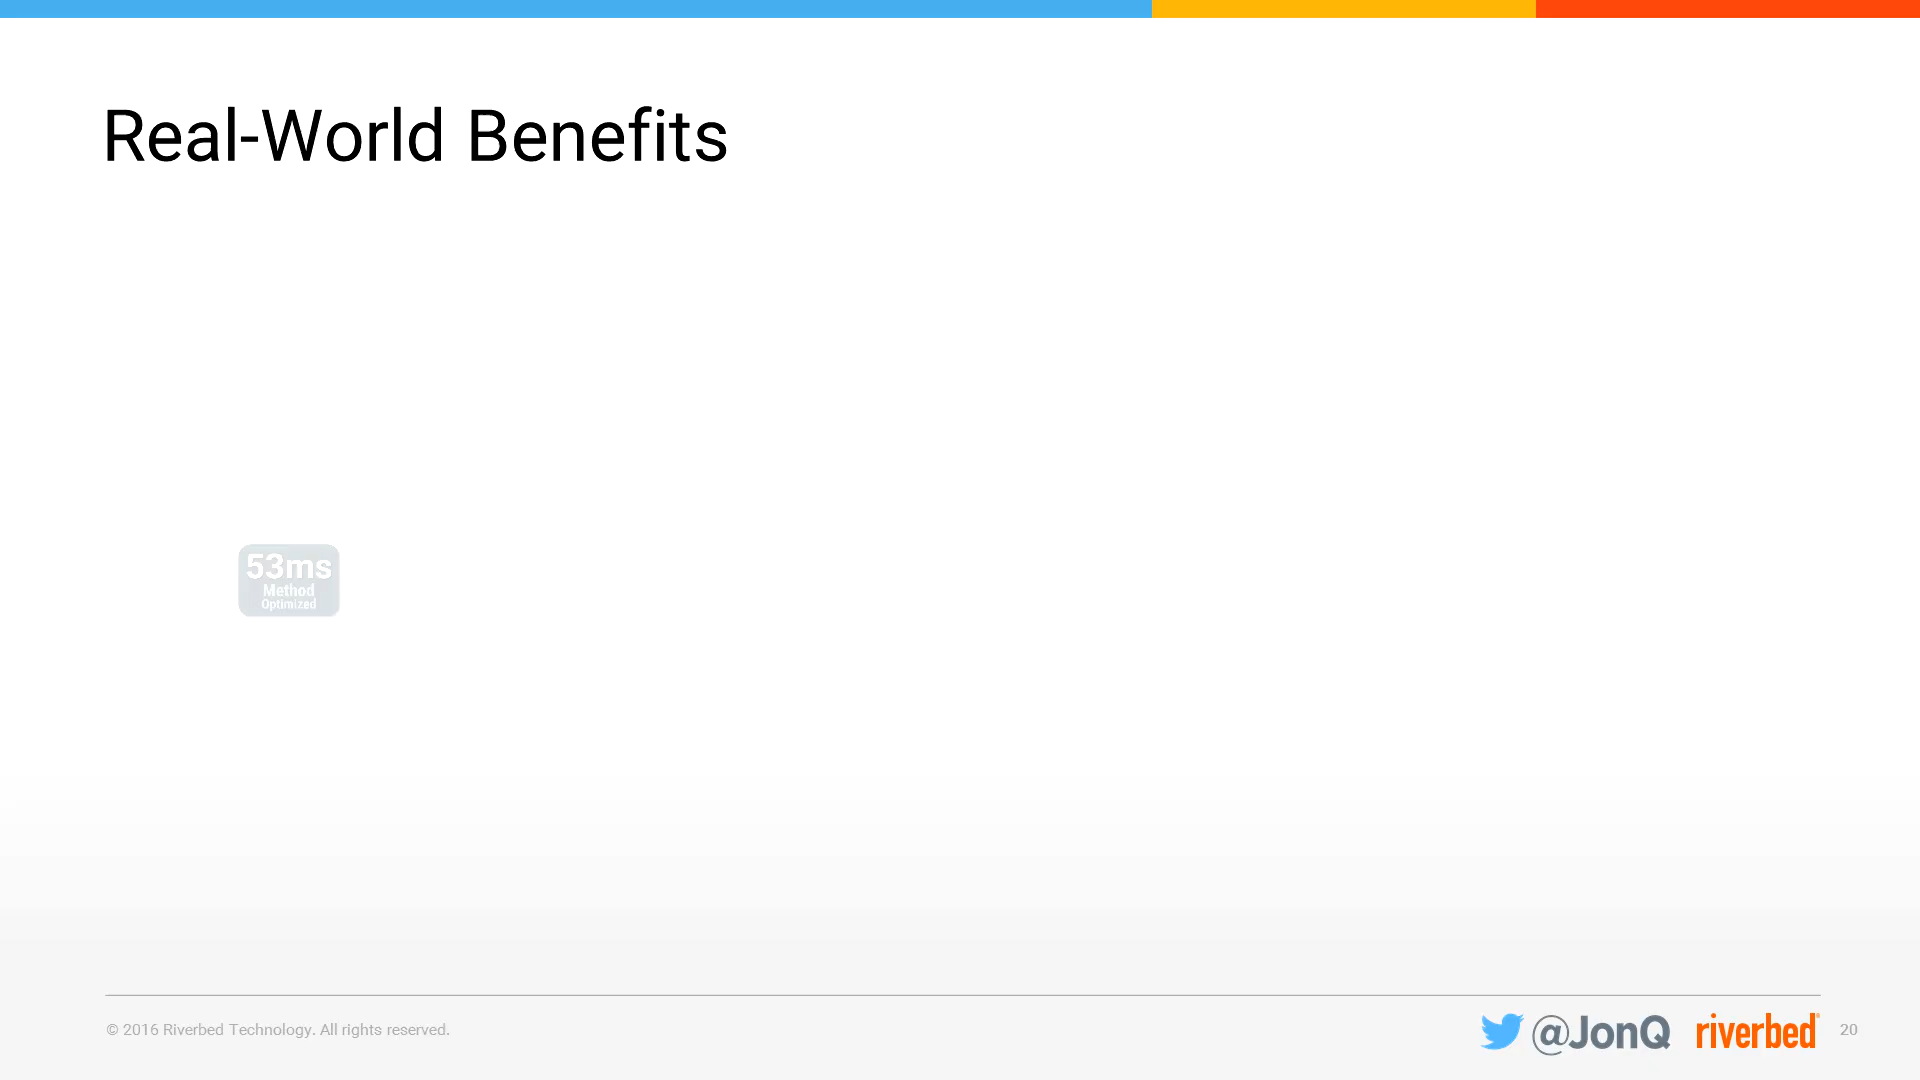 Real-World Benefits
53ms
Method
Optimized
© 2016 Riverbed Technology. All rights reserved.
@JonQ
riverbed®
20